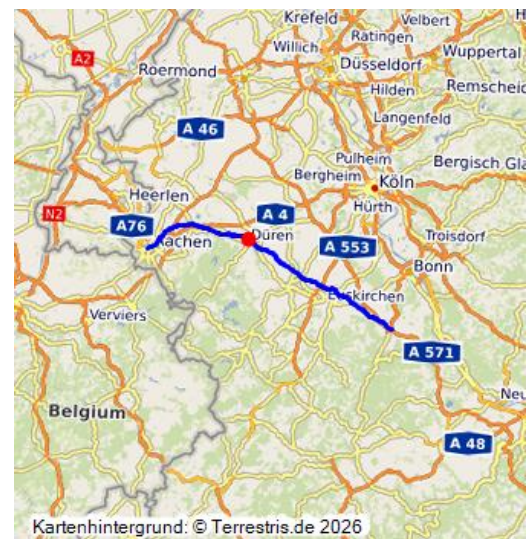 Krefeld
Velbert
Ratingen
Willich
Wuppertal
A2
Roermond
Düsseldorf
Remscheid
Hilden
Langenfeld
A 46
Pulheim
Bergheim
Bergisch Gla
Köln
Heerlen
Hürth
N2
A76
A 4
Troisdorf
Aachen
Düren
A 553
Bonn
Euskirchen
Verviers
A 571
Neu
Belgium
A 48
Kartenhintergrund: © Terrestris.de 2026